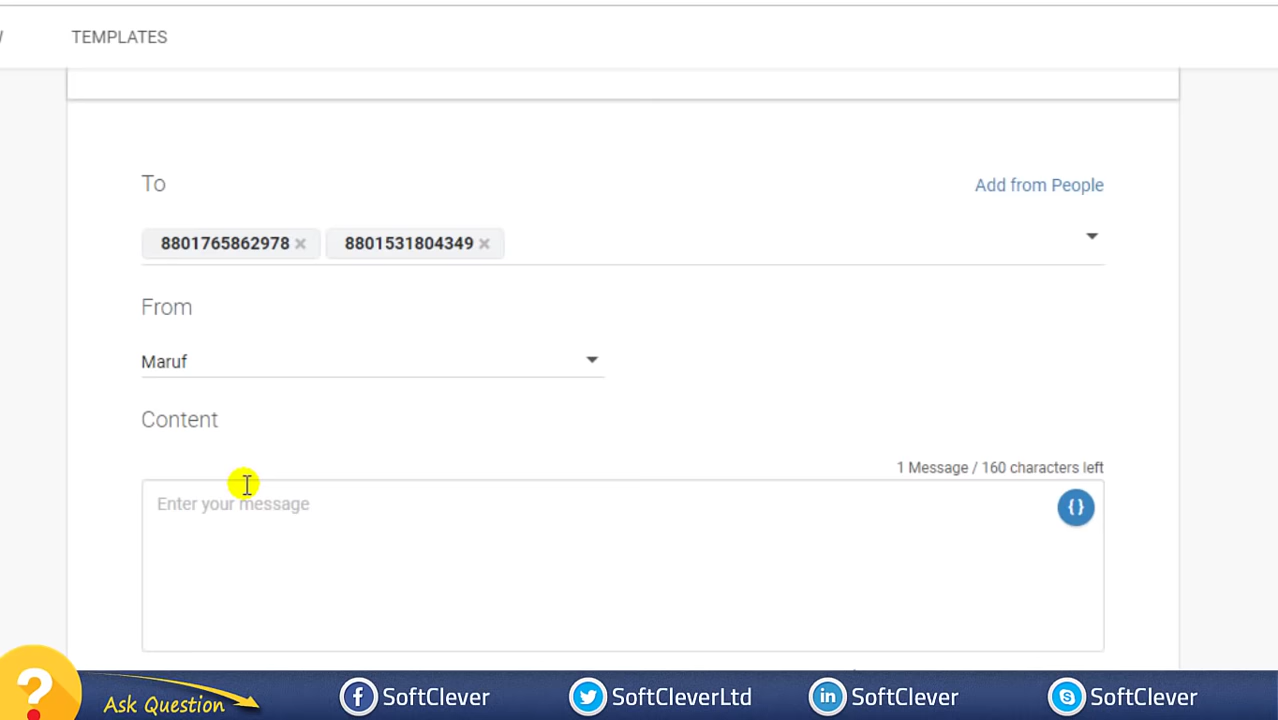 TEMPLATES
To
Add from People
8801765862978 × 8801531804349 ×
From
Maruf
Content
1 Message / 160 characters left
Enter your message
{}
?
Ask Question
f SoftClever
SoftCleverLtd
in SoftClever
S SoftClever